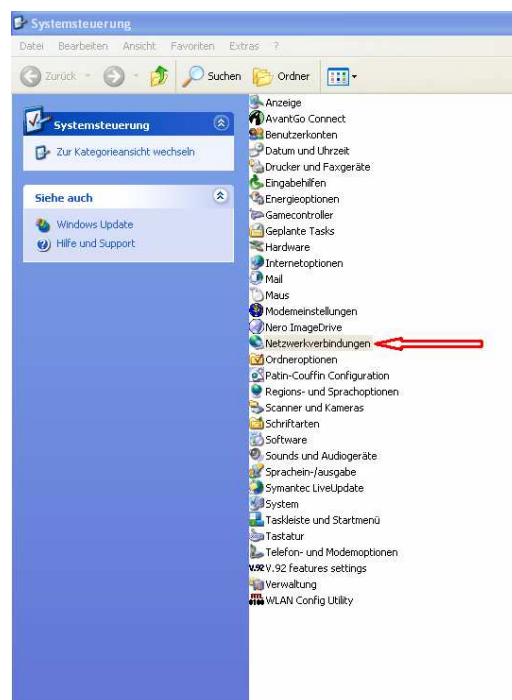 Systemsteuerung
Datei Bearbeiten Ansicht Favoriten Extras ?
Zurück Suchen Ordner
Systemsteuerung
Zur Kategorieansicht wechseln
Siehe auch
Windows Update
Hilfe und Support
Anzeige
AvantGo Connect
Benutzerkonten
Datum und Uhrzeit
Drucker und Faxgeräte
Eingabehilfen
Energieoptionen
Gamecontroller
Geplante Tasks
Hardware
Internetoptionen
Mail
Maus
Modemeinstellungen
Nero ImageDrive
Netzwerkverbindungen
Ordneroptionen
Patin-Couffin Configuration
Regions- und Sprachoptionen
Scanner und Kameras
Schriftarten
Software
Sounds und Audiogeräte
Sprachein-/ausgabe
Symantec LiveUpdate
System
Taskleiste und Startmenü
Tastatur
Telefon- und Modemoptionen
V.92 V.92 features settings
Verwaltung
WLAN Config Utility